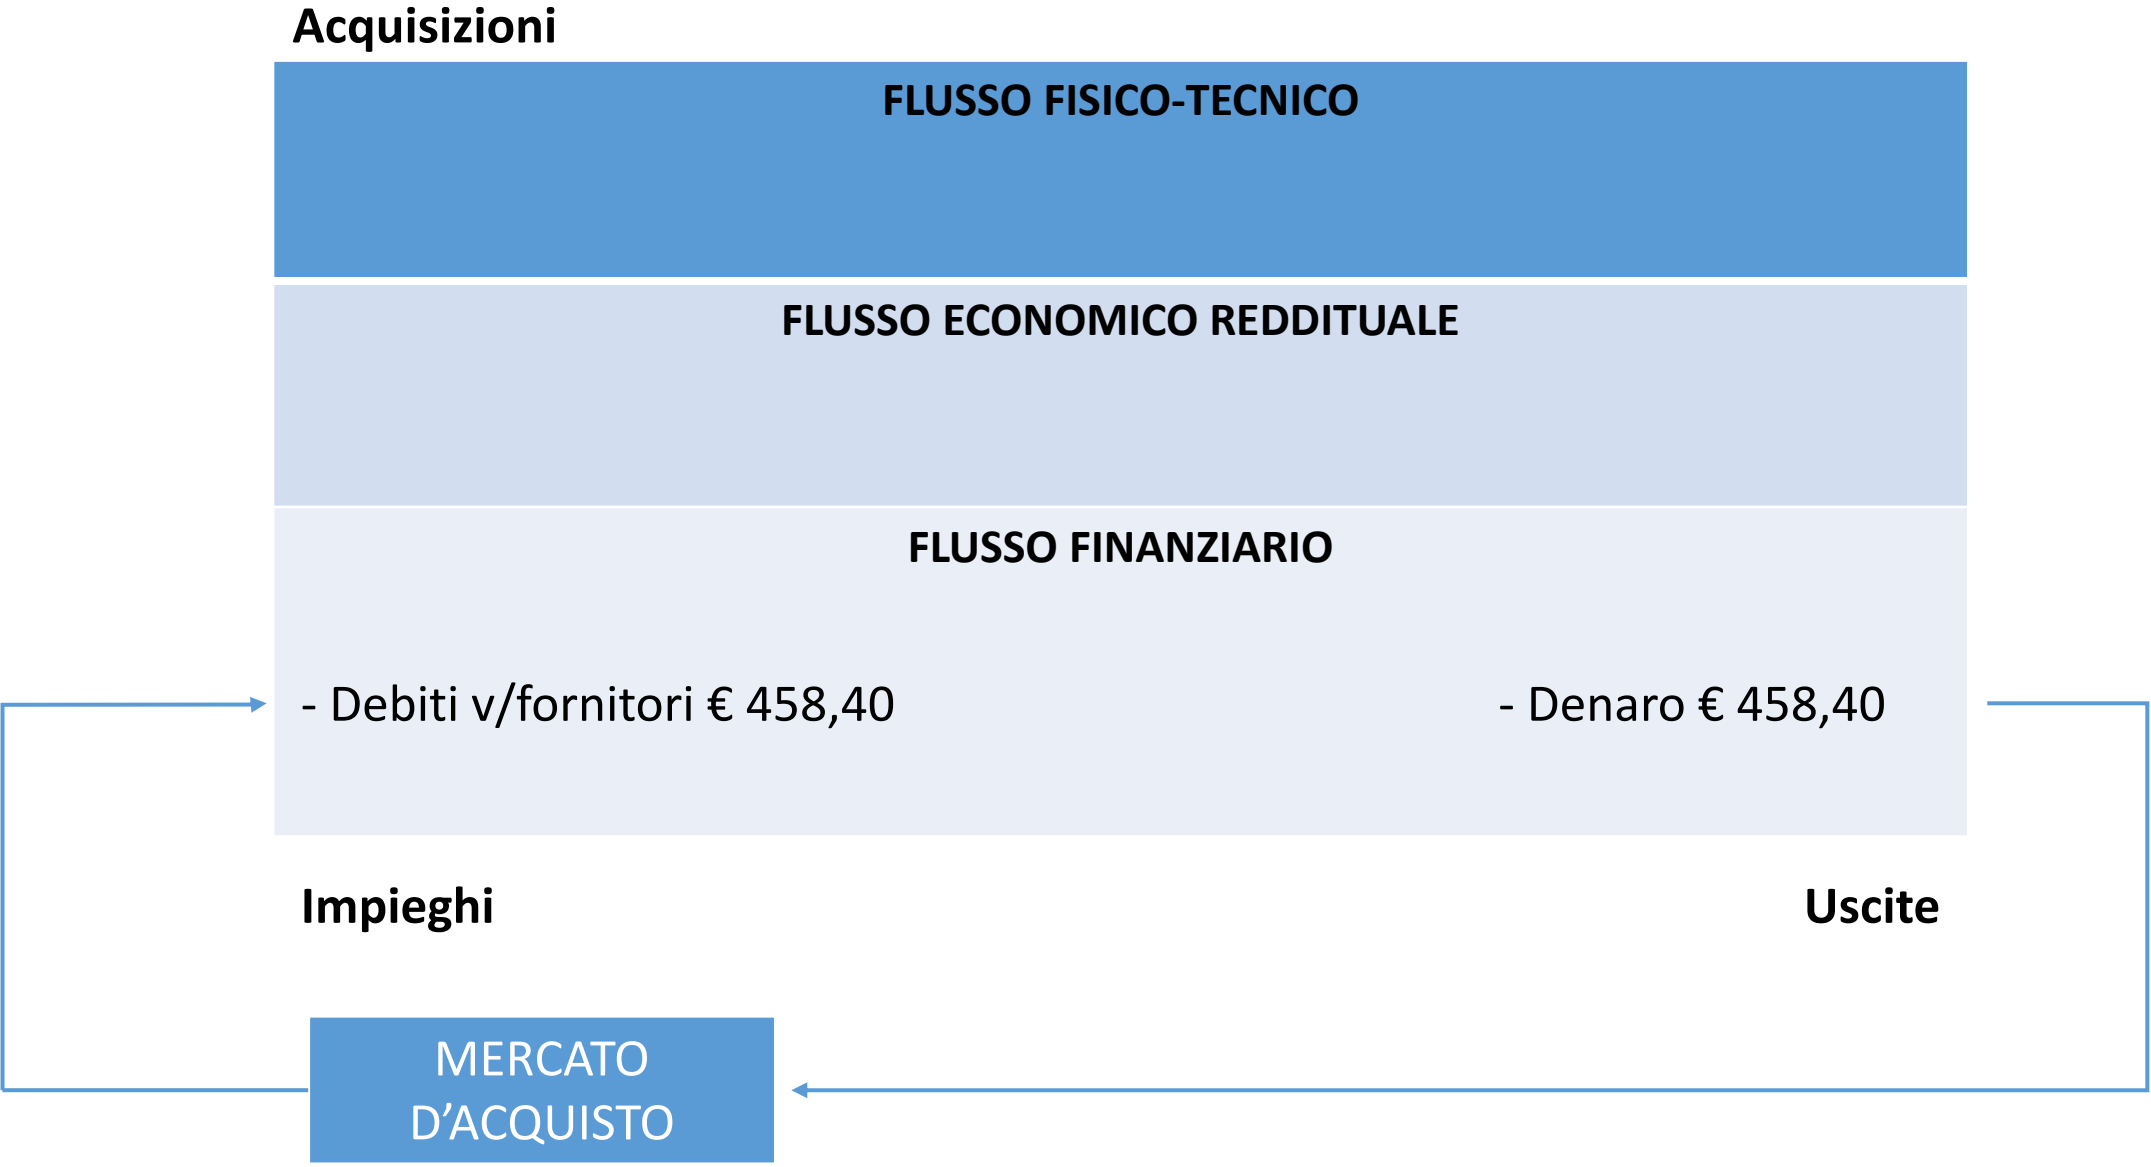 Acquisizioni
FLUSSO FISICO-TECNICO
FLUSSO ECONOMICO REDDITUALE
FLUSSO FINANZIARIO
- Debiti v/fornitori € 458,40
- Denaro € 458,40
Impieghi
Uscite
MERCATO
D’ACQUISTO